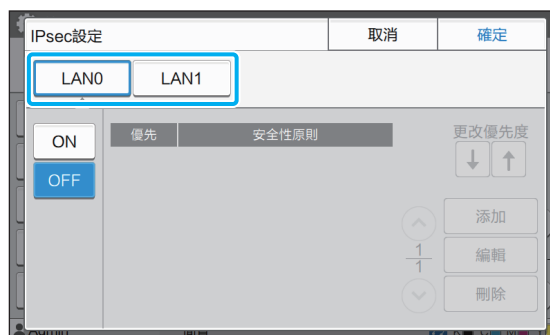 IPsec設定 取消 確定
LAN0 LAN1
ON 優先 安全性原則 更改優先度
OFF
添加
1
1
編輯
刪除
Admin